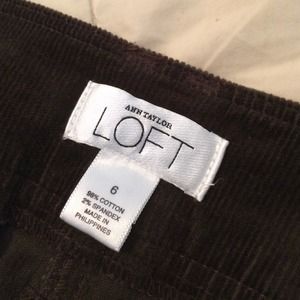 ANN TAYLOR
LOFT
6
98% COTTON
2% SPANDEX
MADE IN
PHILIPPINES